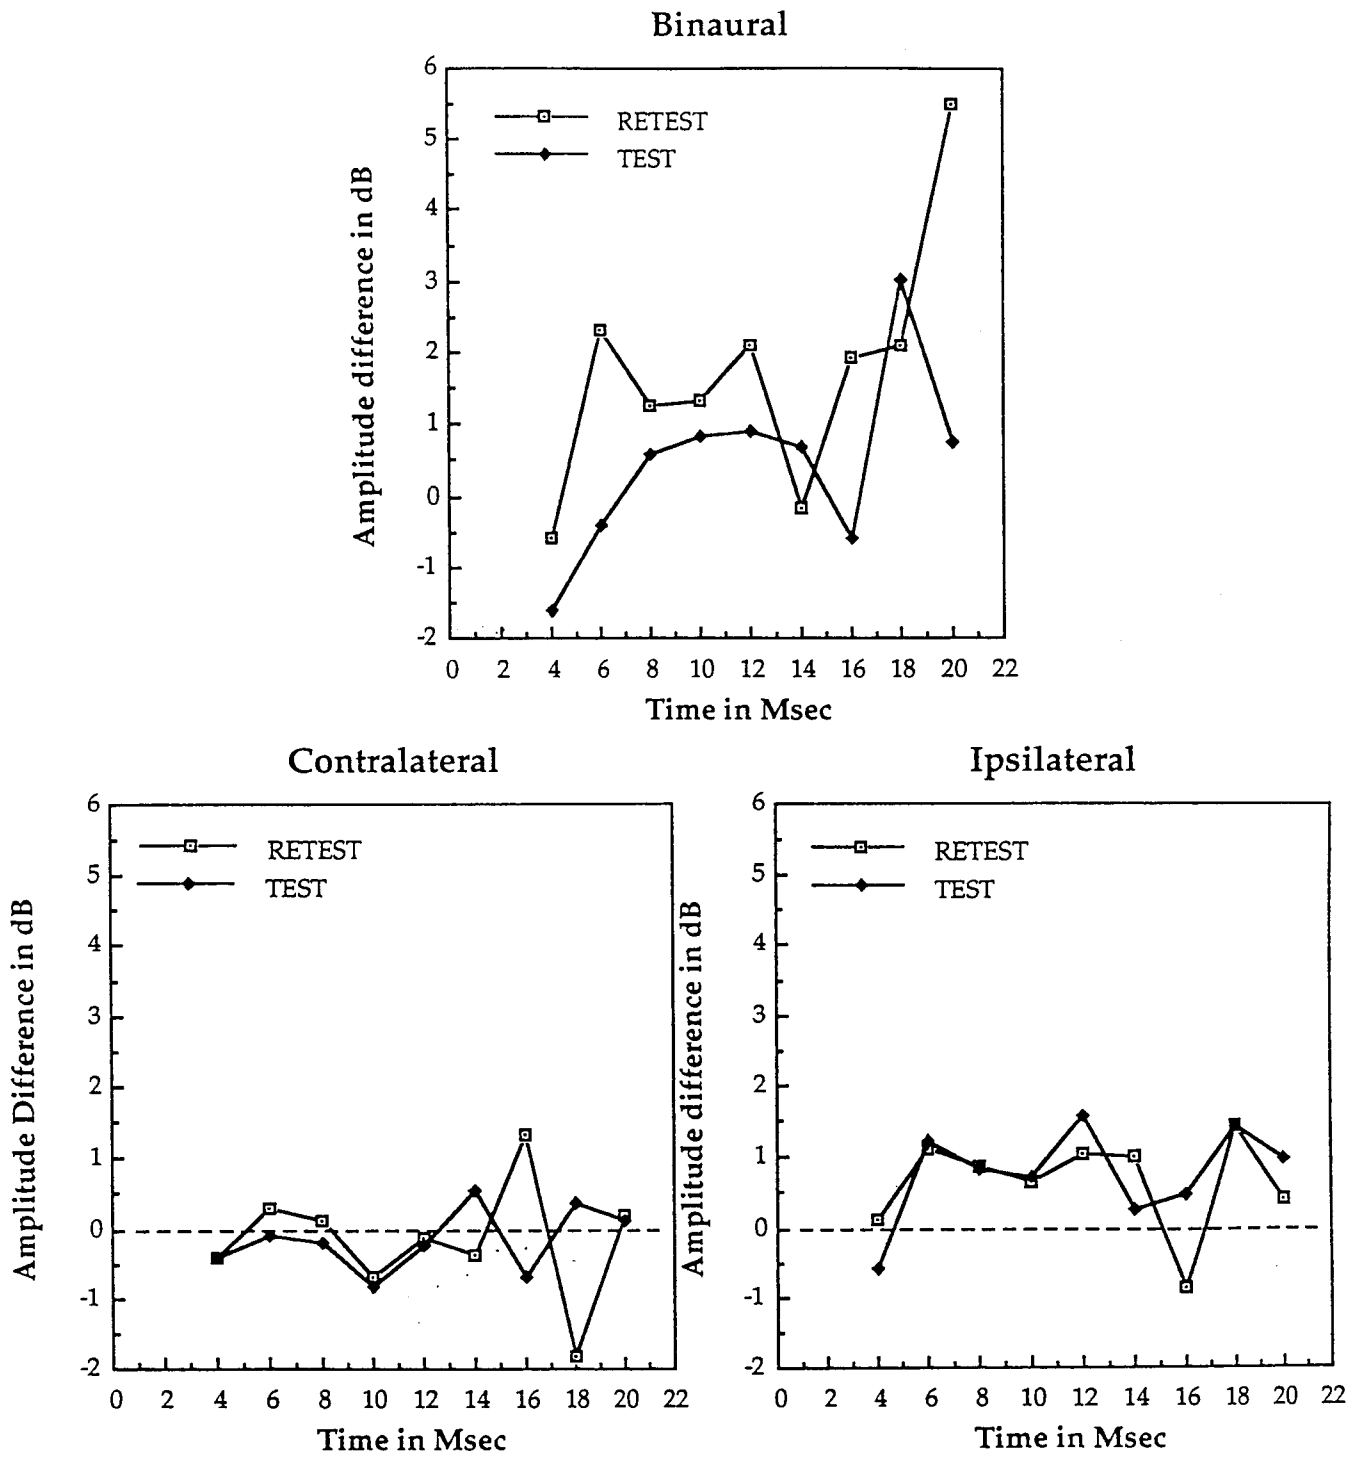 Binaural
6
5
4
3
2
1
0
-1
-2
Amplitude difference in dB
RETEST
TEST
0 2 4 6 8 10 12 14 16 18 20 22
Time in Msec
Contralateral
6
5
4
3
2
1
0
-1
-2
Amplitude Difference in dB
RETEST
TEST
0 2 4 6 8 10 12 14 16 18 20 22
Time in Msec
Ipsilateral
6
5
4
3
2
1
0
-1
-2
Amplitude difference in dB
RETEST
TEST
0 2 4 6 8 10 12 14 16 18 20 22
Time in Msec